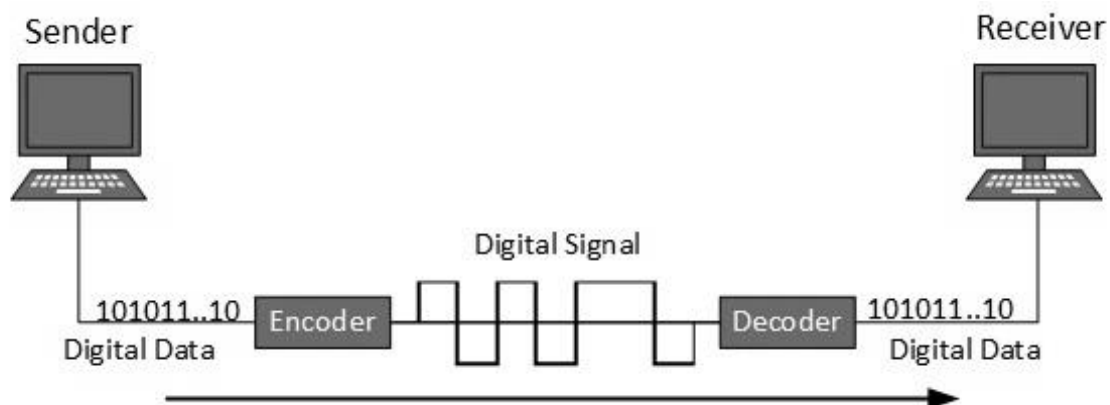 Sender
Receiver
Digital Signal
101011..10
Encoder
Decoder
101011..10
Digital Data
Digital Data